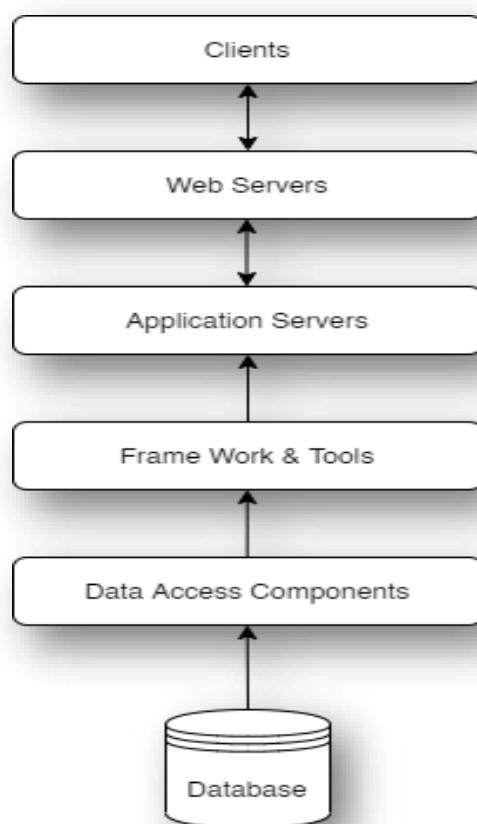 Clients
Web Servers
Application Servers
Frame Work & Tools
Data Access Components
Database